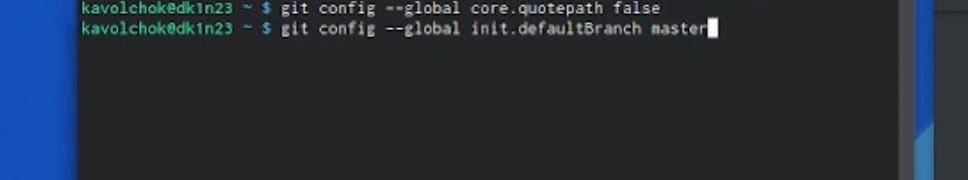 kavolchok@dk1n23 ~ $ git config --global core.quotepath false
kavolchok@dk1n23 ~ $ git config --global init.defaultBranch master